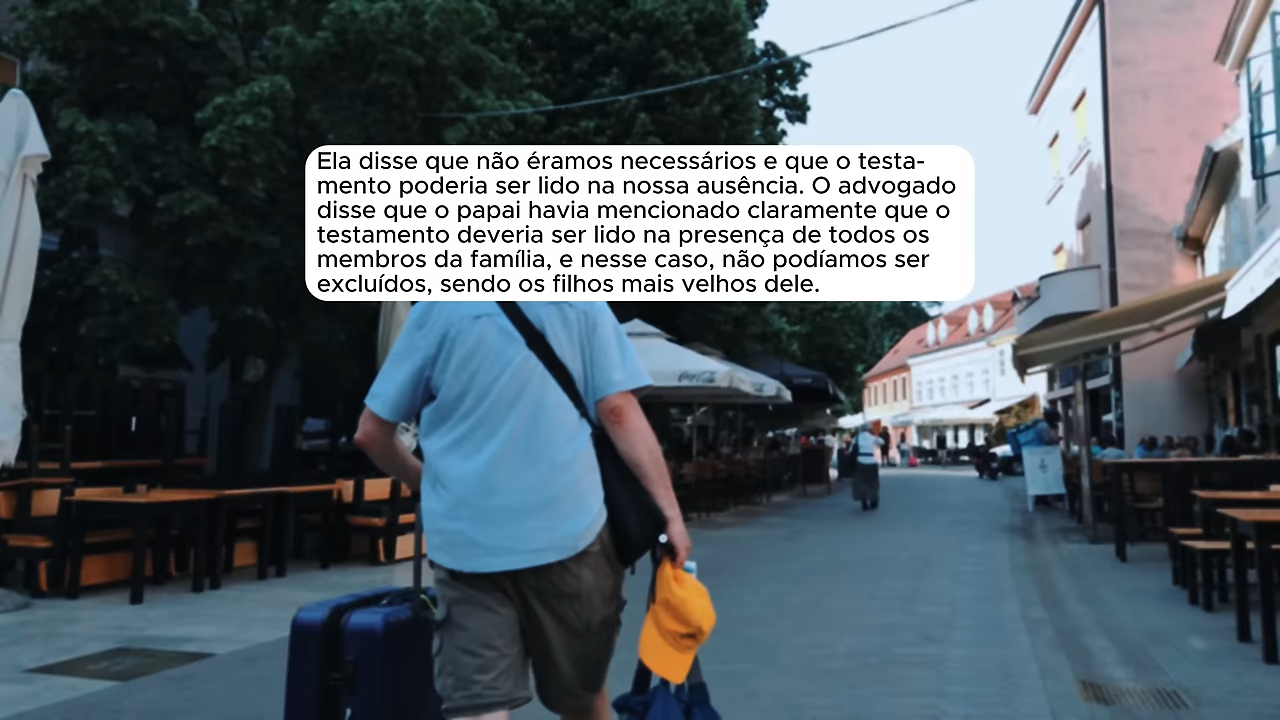 Ela disse que não éramos necessários e que o testa-
mento poderia ser lido na nossa ausência. O advogado
disse que o papai havia mencionado claramente que o
testamento deveria ser lido na presença de todos os
membros da família, e nesse caso, não podíamos ser
excluídos, sendo os filhos mais velhos dele.
Coca-Cola